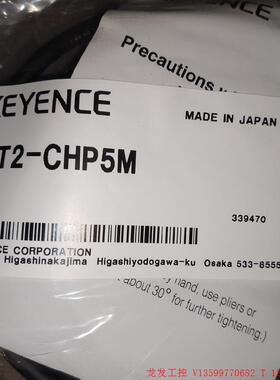 Precautions
KEYENCE
MADE IN JAPAN
T2-CHP5M
339470
CE CORPORATION
Higashinakajima Higashiyodogawa-ku Osaka 533-8555
hand, use pliers or
about 30° for further tightening.)
龙发工控 V13599770682 T